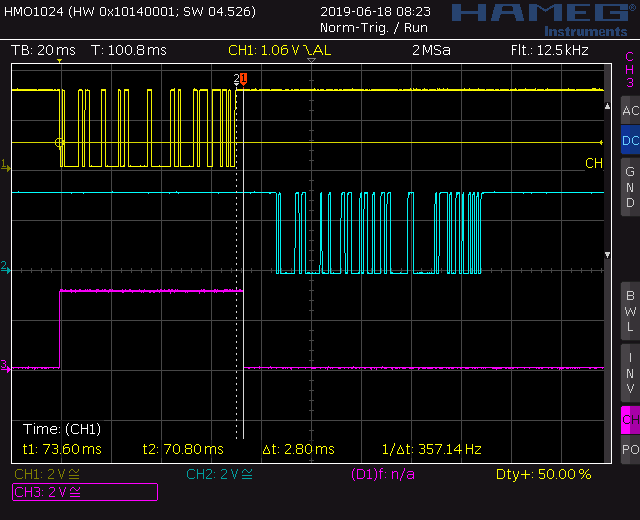 HMO1024 (HW 0x10140001; SW 04.526)
2019-06-18 08:23
HAMEG
Norm-Trig. / Run
Instruments
TB: 20 ms T: 100.8 ms CH1: 1.06 V AL 2 MSa Flt.: 12.5 kHz
CH3
AC
DC
GND
BWL
INV
CH
PO
2 1
1
CH
2
3
Time: (CH1)
t1: 73.60 ms t2: 70.80 ms Δt: 2.80 ms 1/Δt: 357.14 Hz
CH1: 2 V CH2: 2 V (D1)f: n/a Dty+: 50.00 %
CH3: 2 V